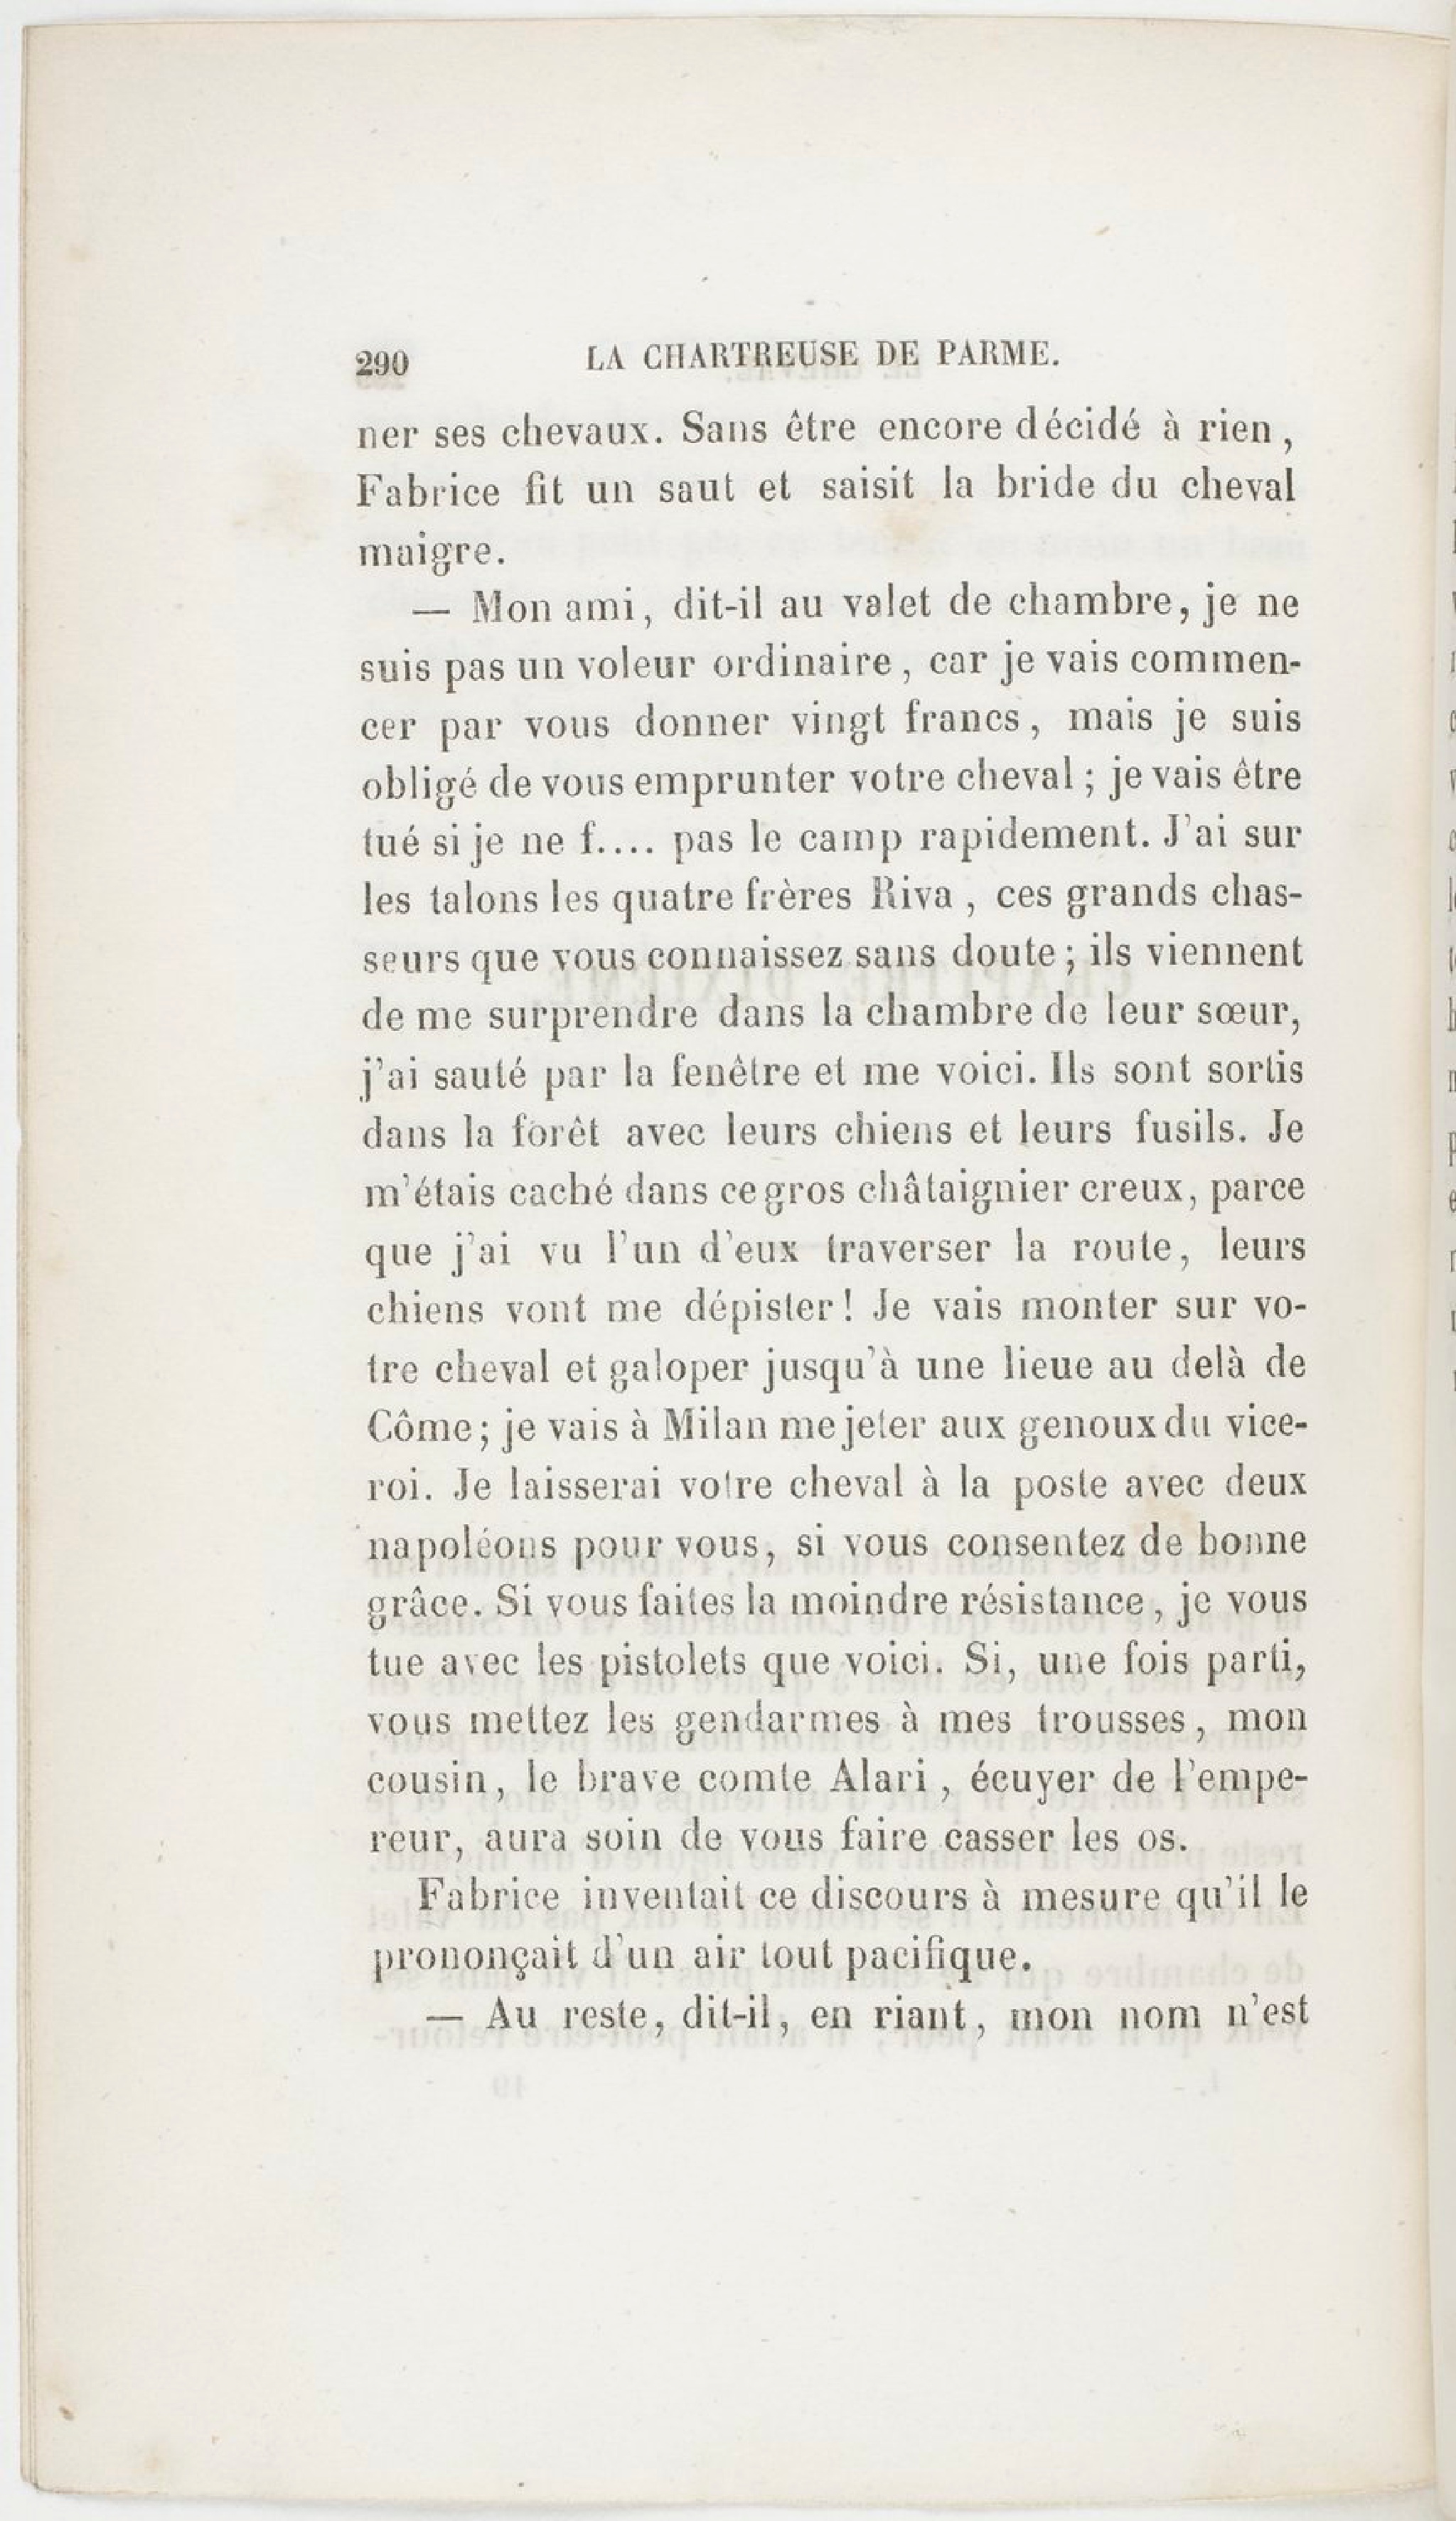 290 LA CHARTREUSE DE PARME.
ner ses chevaux. Sans être encore décidé à rien,
Fabrice fit un saut et saisit la bride du cheval
maigre.
— Mon ami, dit-il au valet de chambre, je ne
suis pas un voleur ordinaire, car je vais commen-
cer par vous donner vingt francs, mais je suis
obligé de vous emprunter votre cheval ; je vais être
tué si je ne f.... pas le camp rapidement. J'ai sur
les talons les quatre frères Riva, ces grands chas-
seurs que vous connaissez sans doute ; ils viennent
de me surprendre dans la chambre de leur sœur,
j'ai sauté par la fenêtre et me voici. Ils sont sortis
dans la forêt avec leurs chiens et leurs fusils. Je
m'étais caché dans ce gros châtaignier creux, parce
que j'ai vu l'un d'eux traverser la route, leurs
chiens vont me dépister ! Je vais monter sur vo-
tre cheval et galoper jusqu'à une lieue au delà de
Côme ; je vais à Milan me jeter aux genoux du vice-
roi. Je laisserai votre cheval à la poste avec deux
napoléons pour vous, si vous consentez de bonne
grâce. Si vous faites la moindre résistance, je vous
tue avec les pistolets que voici. Si, une fois parti,
vous mettez les gendarmes à mes trousses, mon
cousin, le brave comte Alari, écuyer de l'empe-
reur, aura soin de vous faire casser les os.
Fabrice inventait ce discours à mesure qu'il le
prononçait d'un air tout pacifique.
— Au reste, dit-il, en riant, mon nom n'est